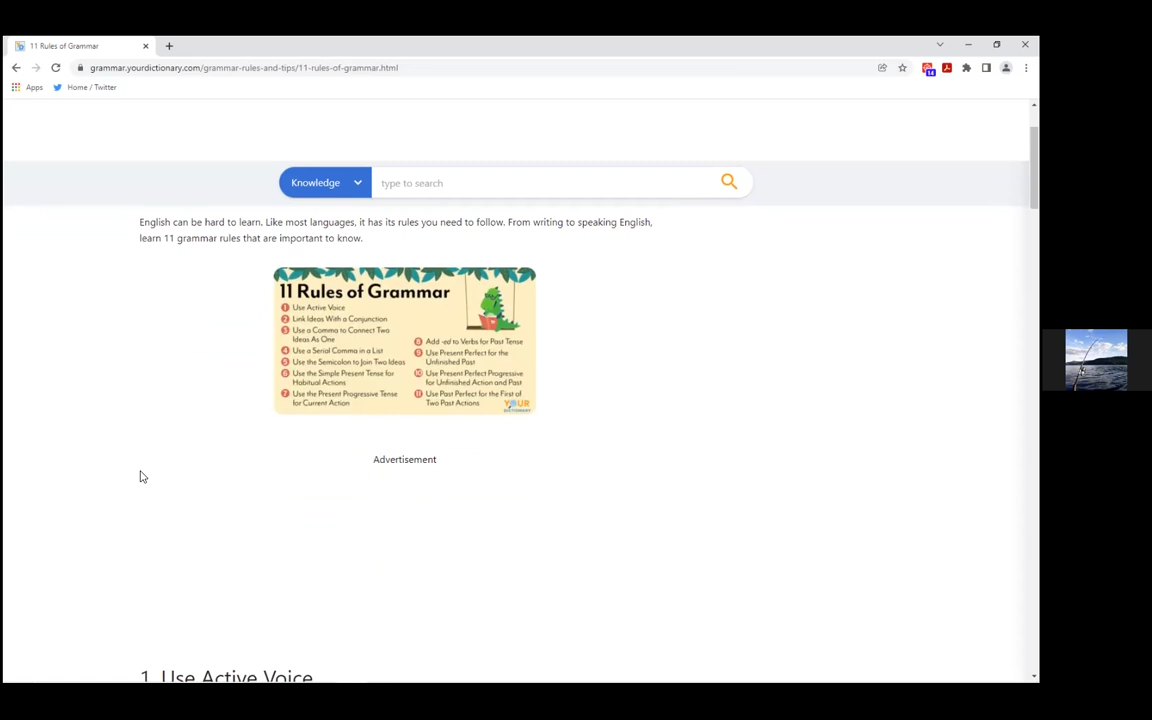 11 Rules of Grammar
grammar.yourdictionary.com/grammar-rules-and-tips/11-rules-of-grammar.html
14
Apps
Home / Twitter
Knowledge
type to search
English can be hard to learn. Like most languages, it has its rules you need to follow. From writing to speaking English,
learn 11 grammar rules that are important to know.
11 Rules of Grammar
1 Use Active Voice
2 Link Ideas With a Conjunction
3 Use a Comma to Connect Two
Ideas As One
4 Use a Serial Comma in a List
5 Use the Semicolon to Join Two Ideas
6 Use the Simple Present Tense for
Habitual Actions
7 Use the Present Progressive Tense
for Current Action
8 Add -ed to Verbs for Past Tense
9 Use Present Perfect for the
Unfinished Past
10 Use Present Perfect Progressive
for Unfinished Action and Past
11 Use Past Perfect for the First of
Two Past Actions
YOUR
DICTIONARY
Advertisement
1. Use Active Voice